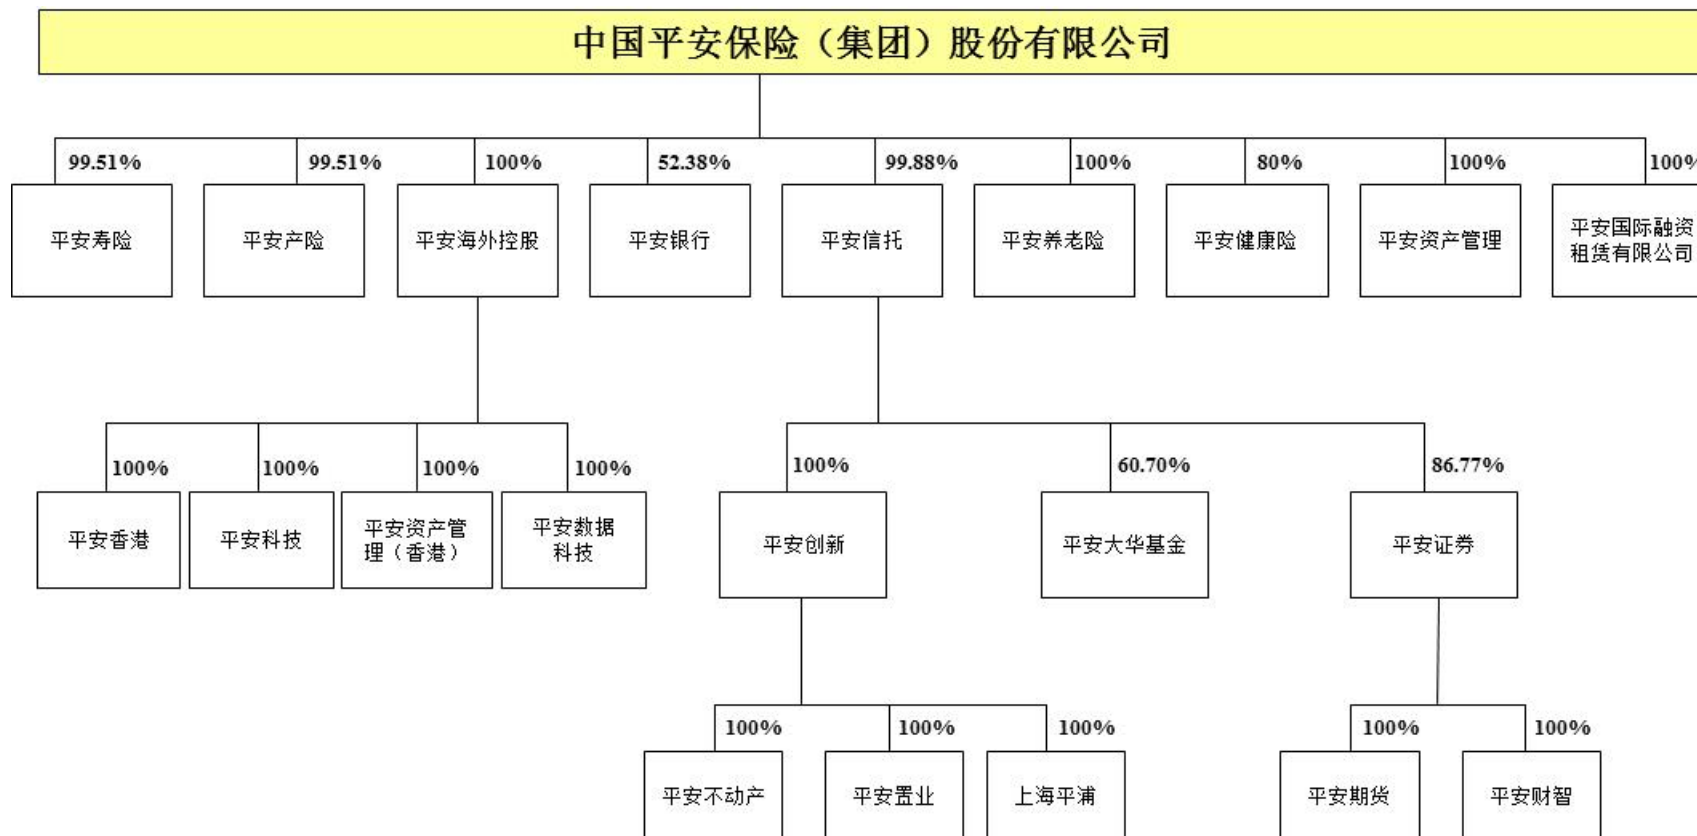 中国平安保险（集团）股份有限公司
99.51%
99.51%
100%
52.38%
99.88%
100%
80%
100%
100%
平安寿险
平安产险
平安海外控股
平安银行
平安信托
平安养老险
平安健康险
平安资产管理
平安国际融资
租赁有限公司
100%
100%
100%
100%
100%
60.70%
86.77%
平安香港
平安科技
平安资产管
理（香港）
平安数据
科技
平安创新
平安大华基金
平安证券
100%
100%
100%
100%
100%
平安不动产
平安置业
上海平浦
平安期货
平安财智